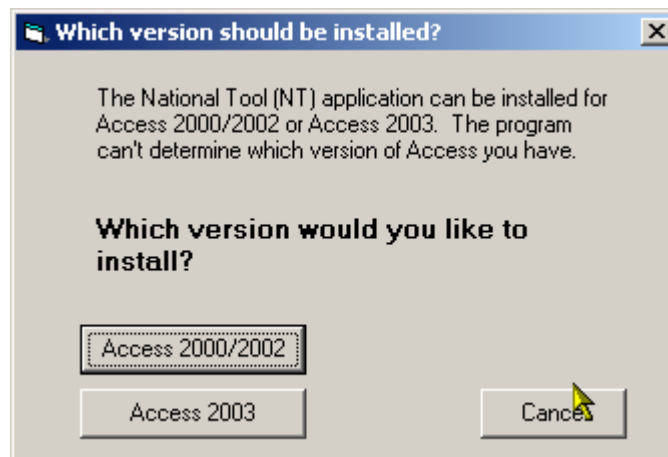 Which version should be installed?
The National Tool (NT) application can be installed for
Access 2000/2002 or Access 2003. The program
can't determine which version of Access you have.
Which version would you like to
install?
Access 2000/2002
Access 2003
Cancel